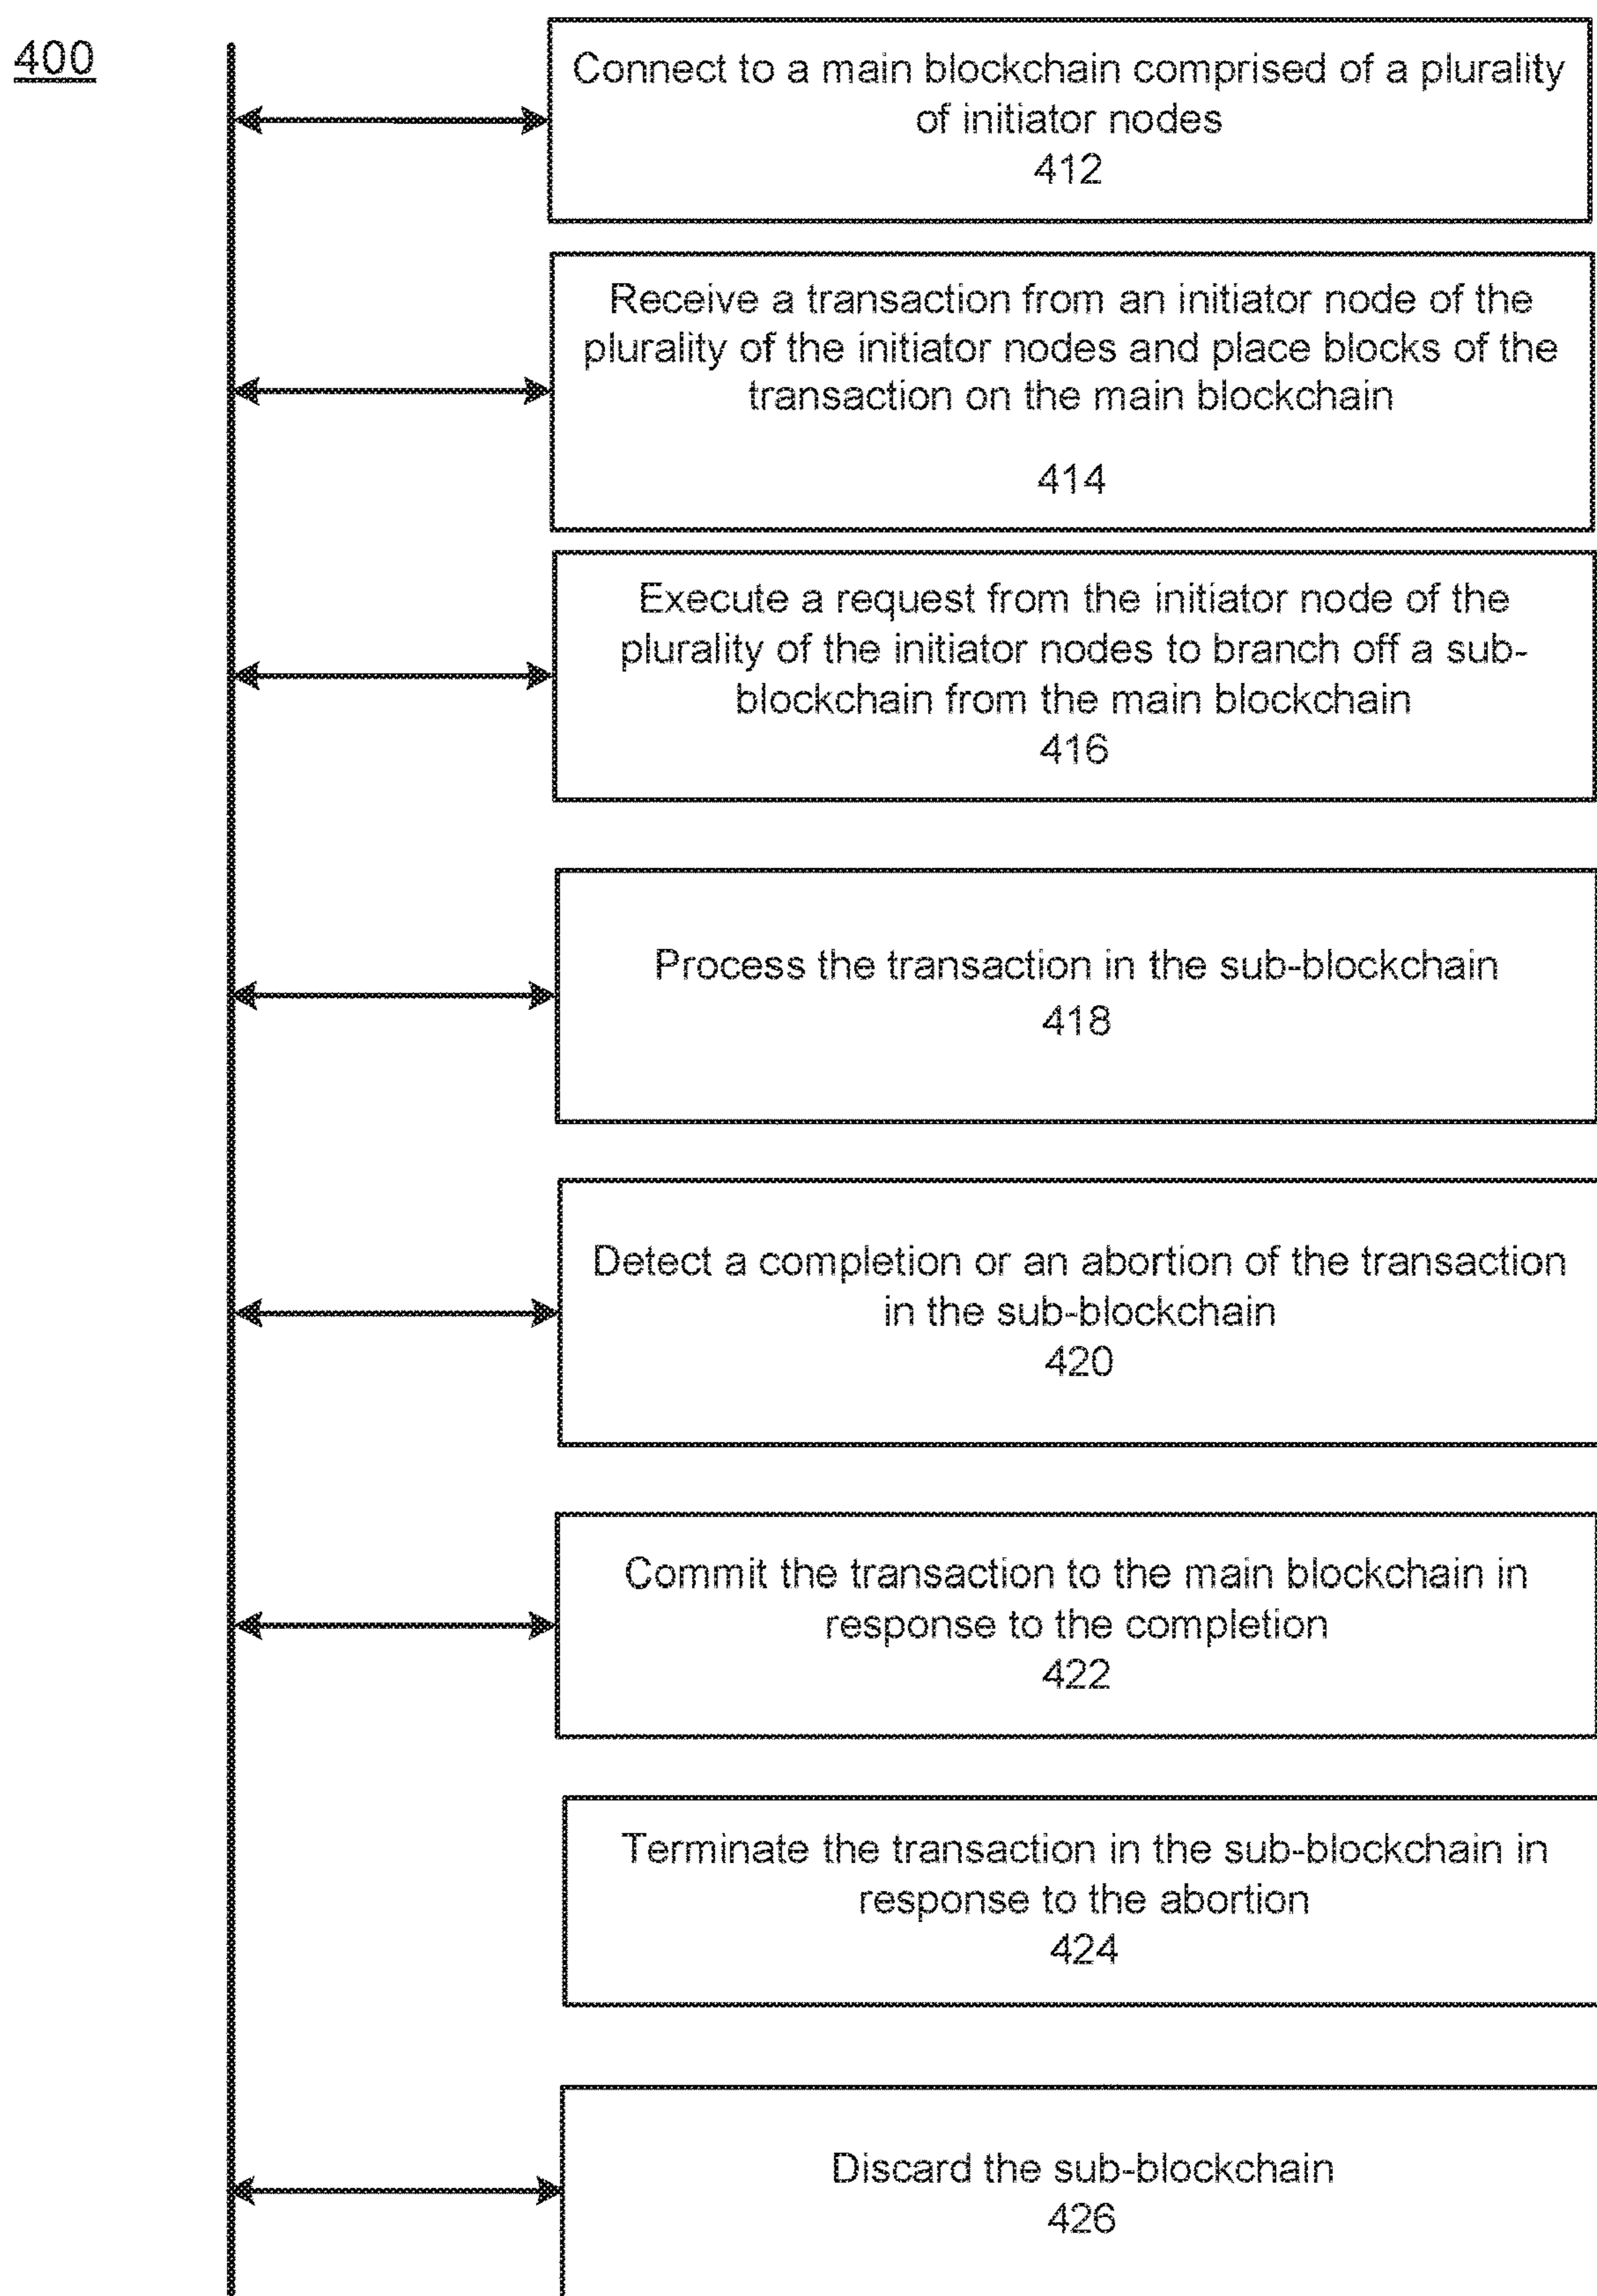 400
Connect to a main blockchain comprised of a plurality
of initiator nodes
412
Receive a transaction from an initiator node of the
plurality of the initiator nodes and place blocks of the
transaction on the main blockchain
414
Execute a request from the initiator node of the
plurality of the initiator nodes to branch off a sub-
blockchain from the main blockchain
416
Process the transaction in the sub-blockchain
418
Detect a completion or an abortion of the transaction
in the sub-blockchain
420
Commit the transaction to the main blockchain in
response to the completion
422
Terminate the transaction in the sub-blockchain in
response to the abortion
424
Discard the sub-blockchain
426